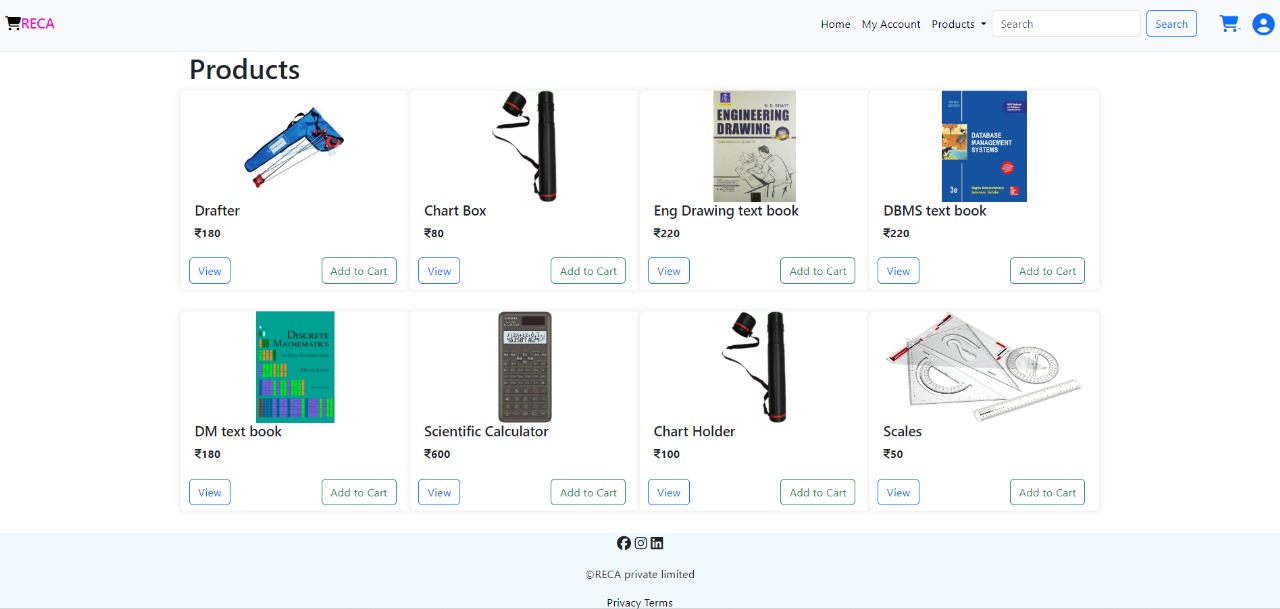 RECA
Home My Account Products Search Search
Products
N. D. BHATT
ENGINEERING
DRAWING
DATABASE
MANAGEMENT
SYSTEMS
3e
Drafter
Chart Box
Eng Drawing text book
DBMS text book
₹180
₹80
₹220
₹220
View Add to Cart
View Add to Cart
View Add to Cart
View Add to Cart
DISCRETE
MATHEMATICS
DM text book
Scientific Calculator
Chart Holder
Scales
₹180
₹600
₹100
₹50
View Add to Cart
View Add to Cart
View Add to Cart
View Add to Cart
©RECA private limited
Privacy Terms